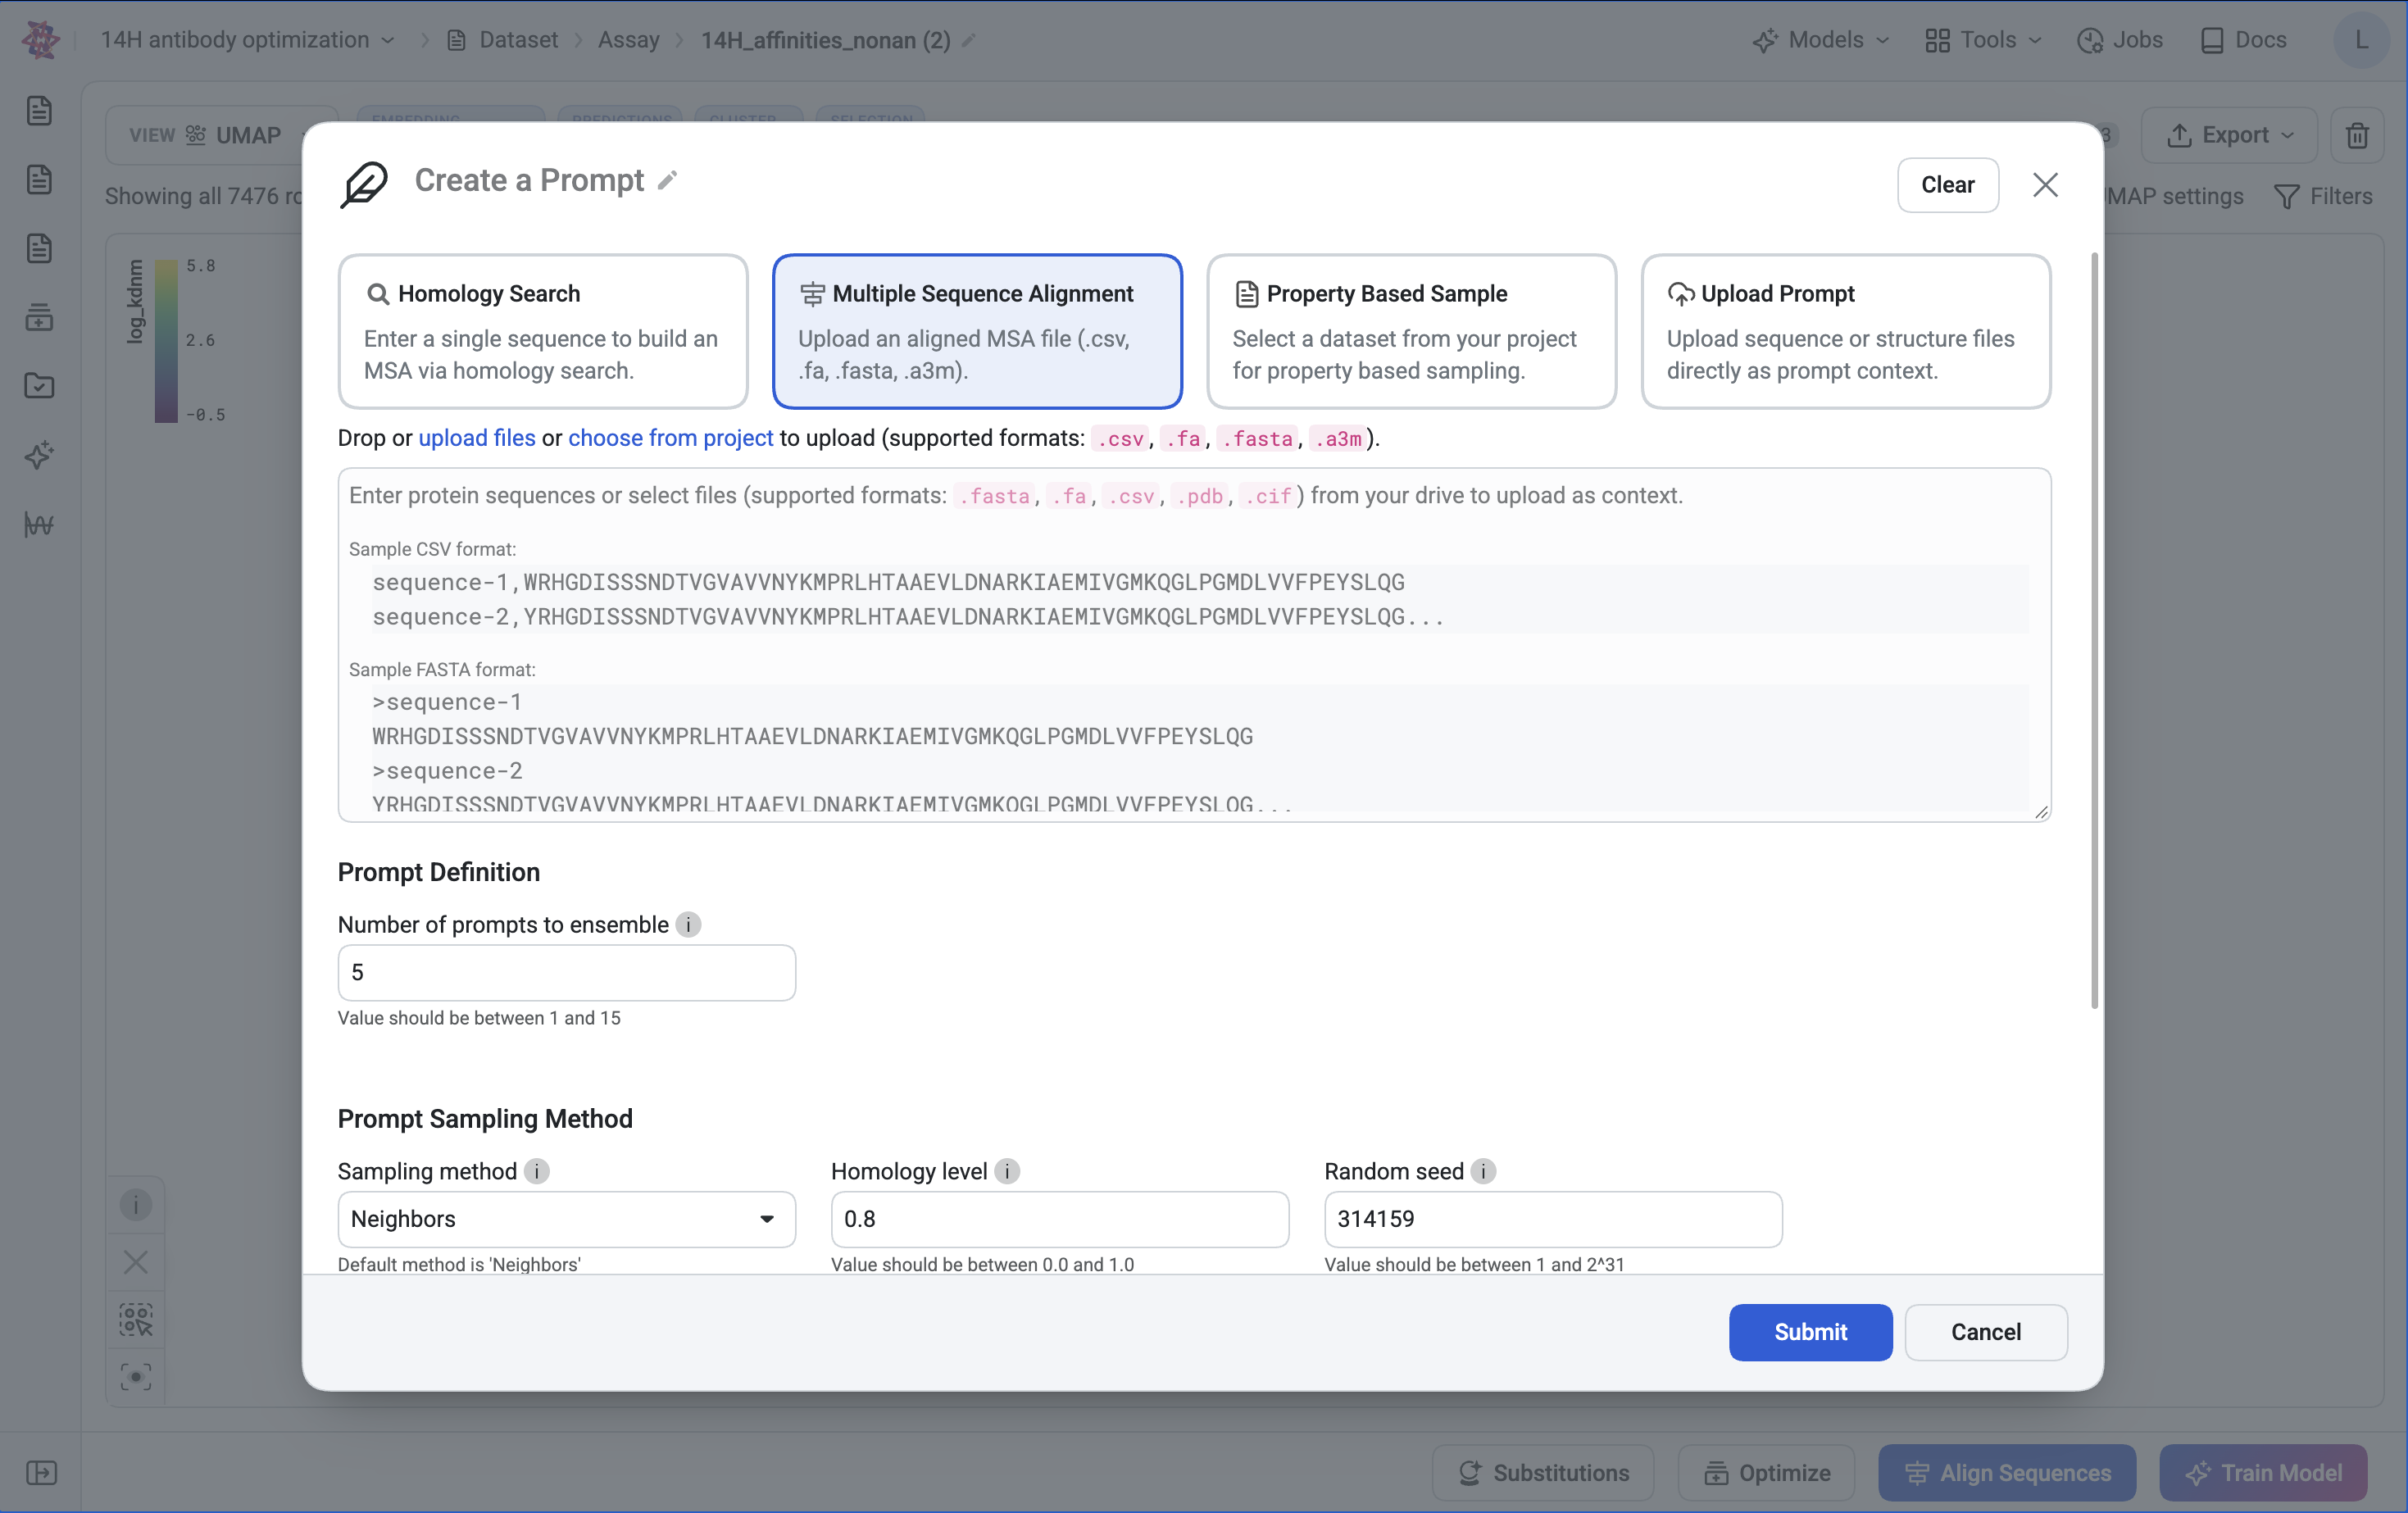 14H antibody optimization > Dataset > Assay > 14H_affinities_nonan (2)
Models Tools Jobs Docs L
VIEW UMAP EMBEDDING PREDICTIONS CLUSTER SELECTION 3 Export
Showing all 7476 ro MAP settings Filters
log_kdnm
5.8
2.6
-0.5
Create a Prompt
Clear
Homology Search
Enter a single sequence to build an
MSA via homology search.
Multiple Sequence Alignment
Upload an aligned MSA file (.csv,
.fa, .fasta, .a3m).
Property Based Sample
Select a dataset from your project
for property based sampling.
Upload Prompt
Upload sequence or structure files
directly as prompt context.
Drop or upload files or choose from project to upload (supported formats: .csv, .fa, .fasta, .a3m).
Enter protein sequences or select files (supported formats: .fasta, .fa, .csv, .pdb, .cif) from your drive to upload as context.
Sample CSV format:
sequence-1,WRHGDISSSNDTVGVAVVNYKMPRLHTAAEVLDNARKIAEMIVGMKQGLPGMDLVVFPEYSLQG
sequence-2,YRHGDISSSNDTVGVAVVNYKMPRLHTAAEVLDNARKIAEMIVGMKQGLPGMDLVVFPEYSLQG...
Sample FASTA format:
>sequence-1
WRHGDISSSNDTVGVAVVNYKMPRLHTAAEVLDNARKIAEMIVGMKQGLPGMDLVVFPEYSLQG
>sequence-2
YRHGDISSSNDTVGVAVVNYKMPRLHTAAEVLDNARKIAEMIVGMKQGLPGMDLVVFPEYSLQG...
Prompt Definition
Number of prompts to ensemble i
5
Value should be between 1 and 15
Prompt Sampling Method
Sampling method i
Neighbors
Default method is 'Neighbors'
Homology level i
0.8
Value should be between 0.0 and 1.0
Random seed i
314159
Value should be between 1 and 2^31
i
Submit Cancel
Substitutions Optimize Align Sequences Train Model